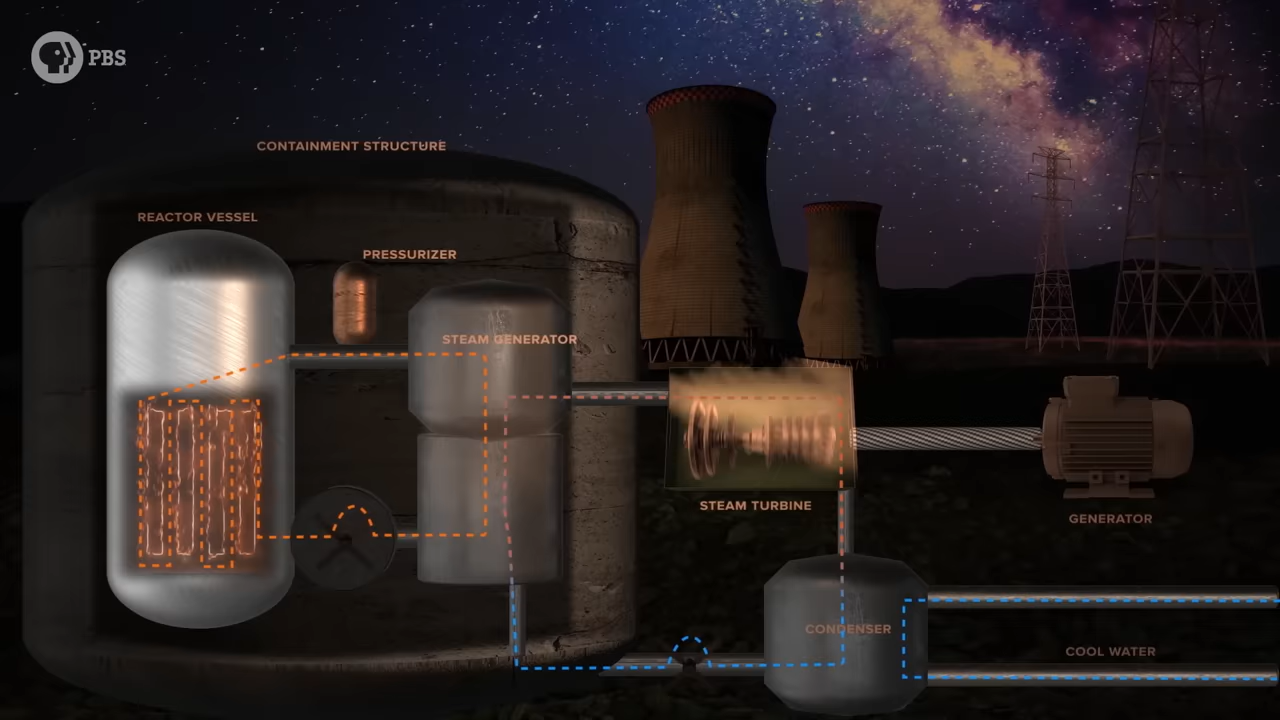 PBS
CONTAINMENT STRUCTURE
REACTOR VESSEL
PRESSURIZER
STEAM GENERATOR
STEAM TURBINE
GENERATOR
CONDENSER
COOL WATER